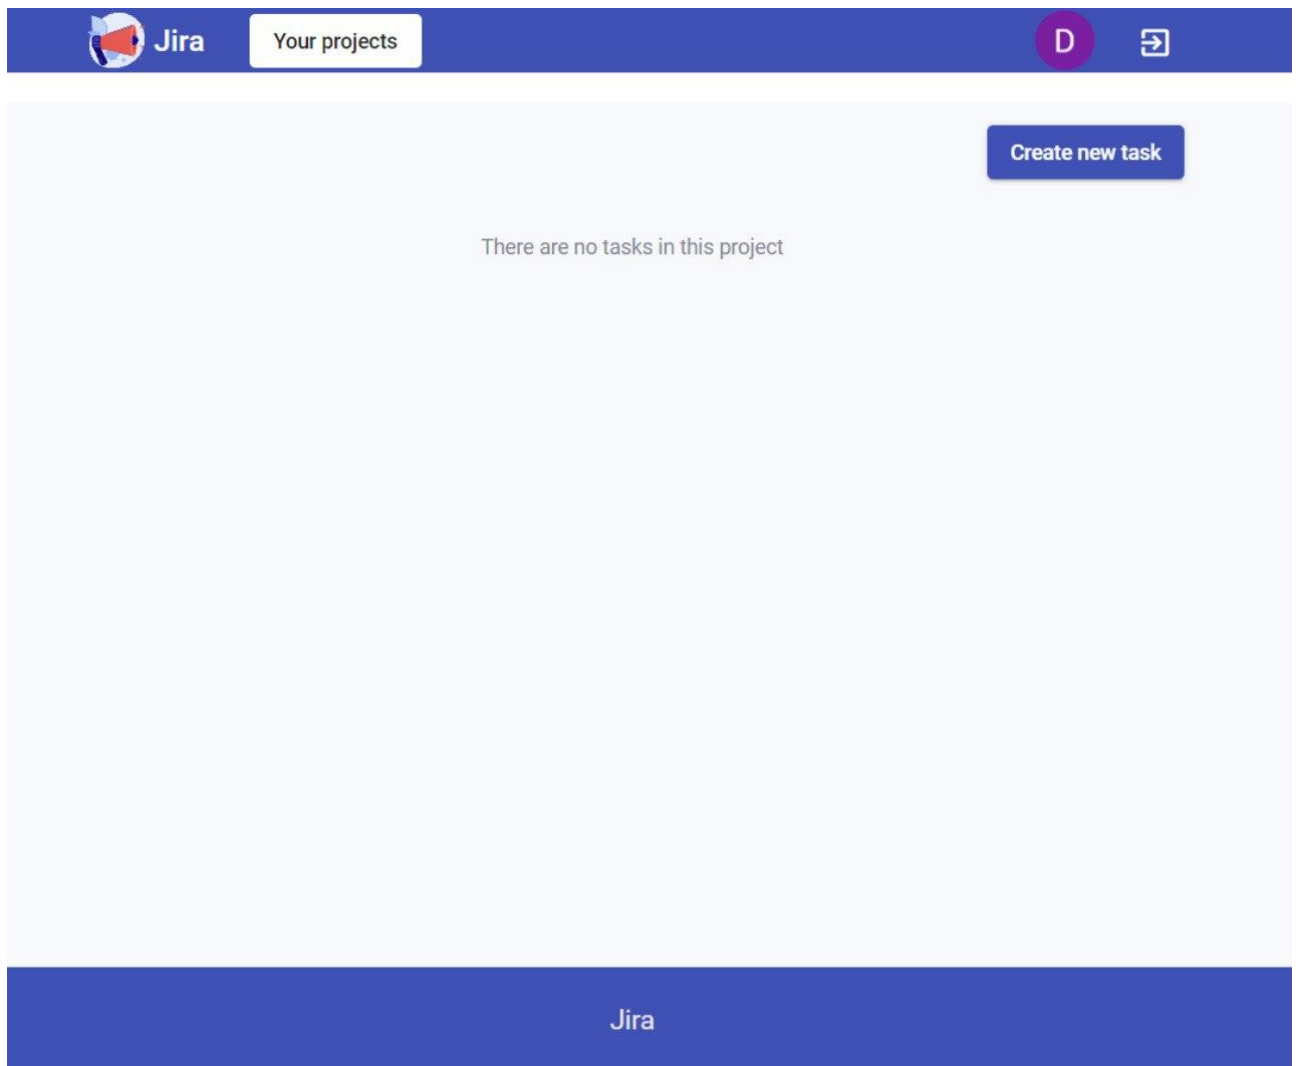 Jira
Your projects
D
Create new task
There are no tasks in this project
Jira